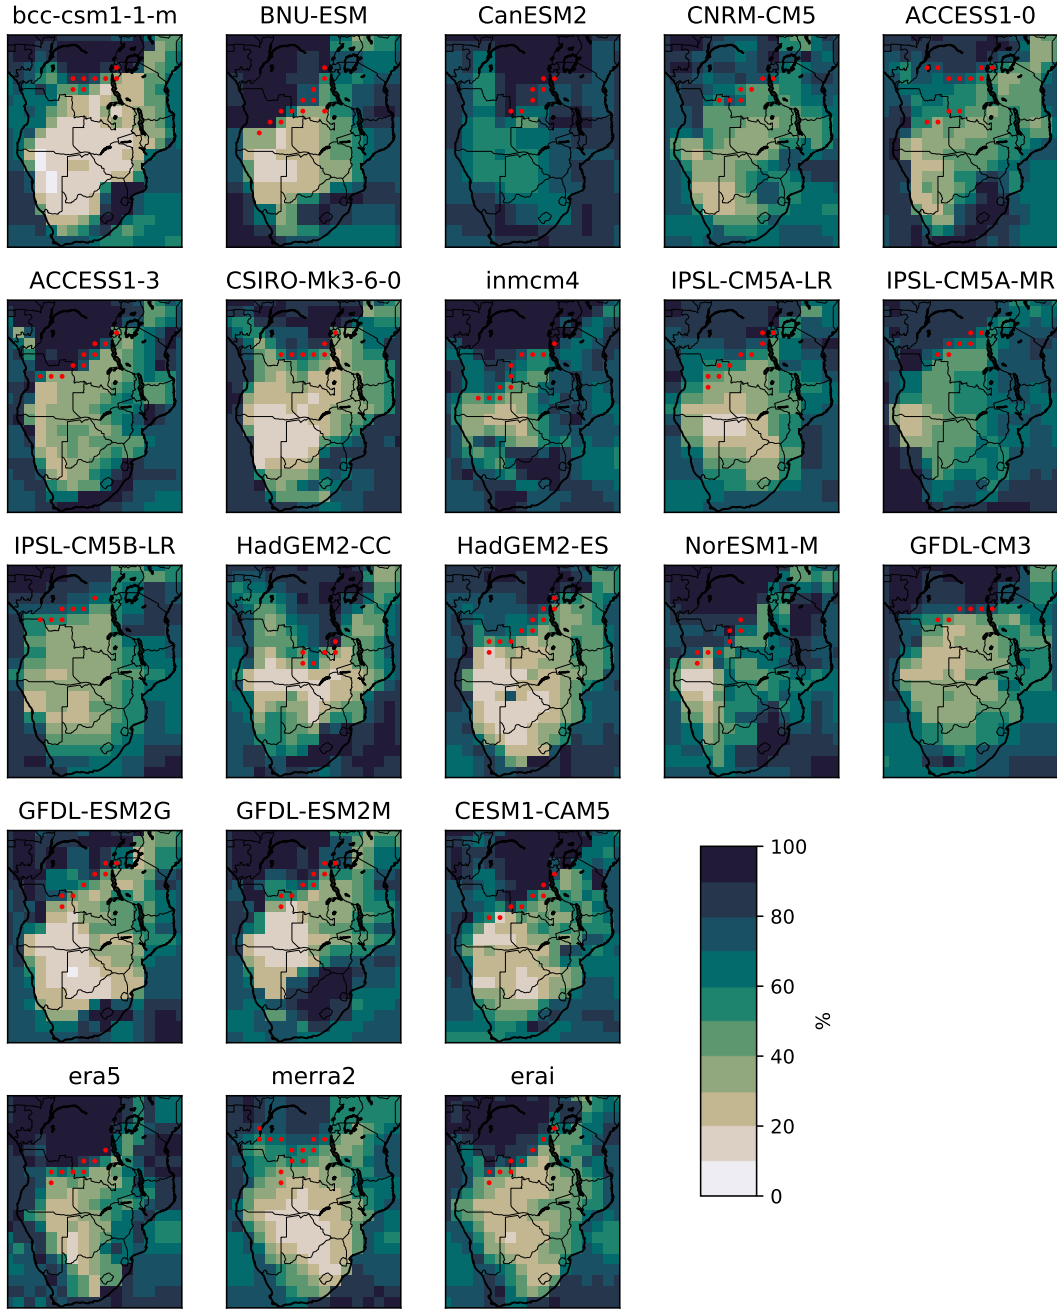 bcc-csm1-1-m BNU-ESM CanESM2 CNRM-CM5 ACCESS1-0
ACCESS1-3 CSIRO-Mk3-6-0 inmcm4 IPSL-CM5A-LR IPSL-CM5A-MR
IPSL-CM5B-LR HadGEM2-CC HadGEM2-ES NorESM1-M GFDL-CM3
GFDL-ESM2G GFDL-ESM2M CESM1-CAM5
100
80
60
%
40
20
0
era5 merra2 erai